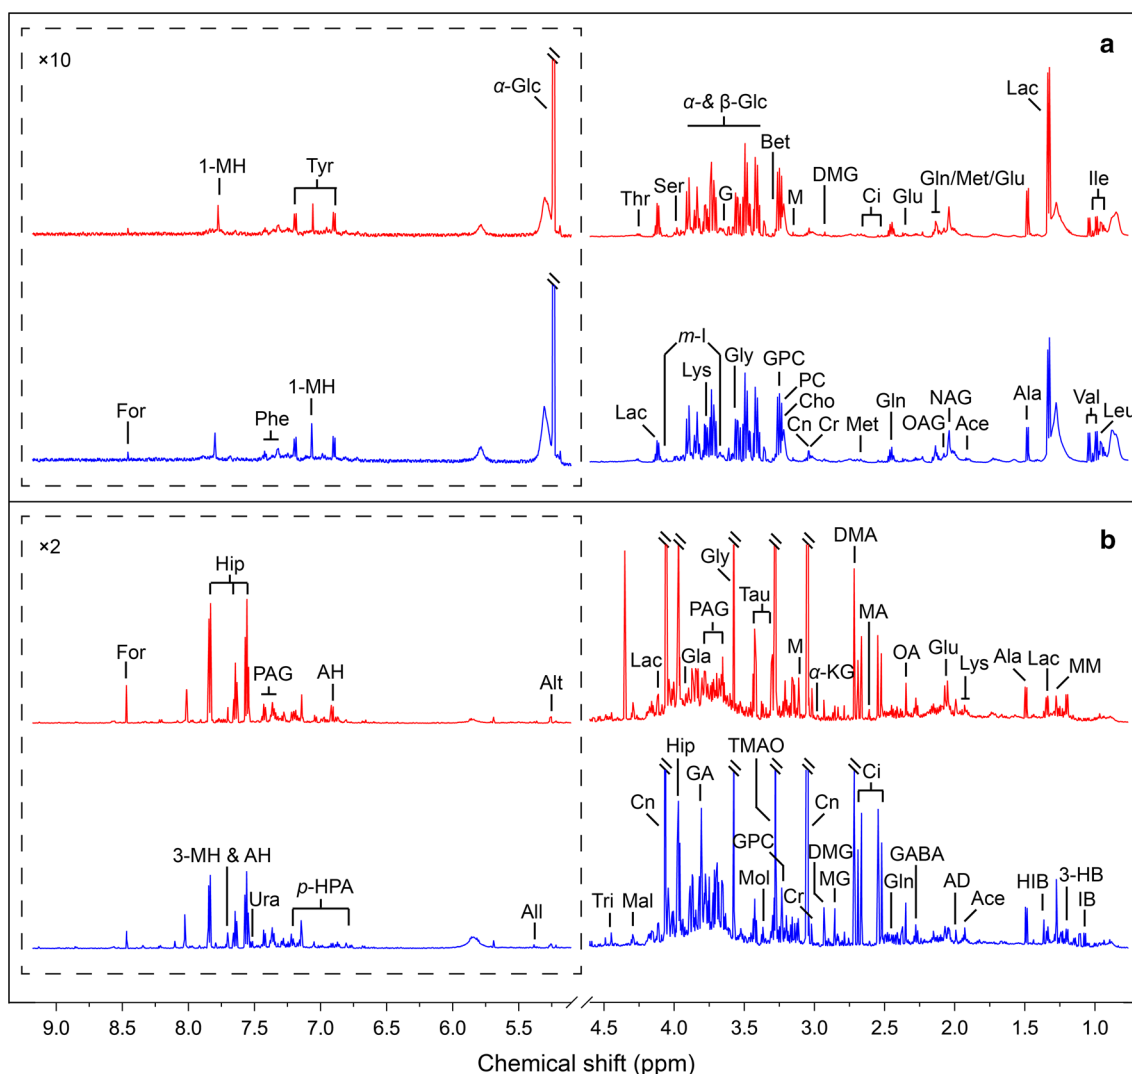 ×10
a
α-Glc
α-& β-Glc
Lac
1-MH
Tyr
Thr
Ser
G
Bet
M
DMG
Ci
Glu
Gln/Met/Glu
Ile
For
Phe
1-MH
Lac
m-I
Lys
Gly
GPC
PC
Cho
Cn
Cr
Met
Gln
OAG
NAG
Ace
Ala
Val
Leu
×2
b
Hip
For
PAG
AH
Alt
Lac
Gla
PAG
Gly
Tau
M
α-KG
DMA
MA
OA
Glu
Lys
Ala
Lac
MM
3-MH & AH
Ura
p-HPA
All
Tri
Mal
Cn
Hip
GA
TMAO
Mol
GPC
Cr
Cn
DMG
MG
Ci
Gln
GABA
AD
Ace
HIB
3-HB
IB
9.0 8.5 8.0 7.5 7.0 6.5 6.0 5.5 4.5 4.0 3.5 3.0 2.5 2.0 1.5 1.0
Chemical shift (ppm)